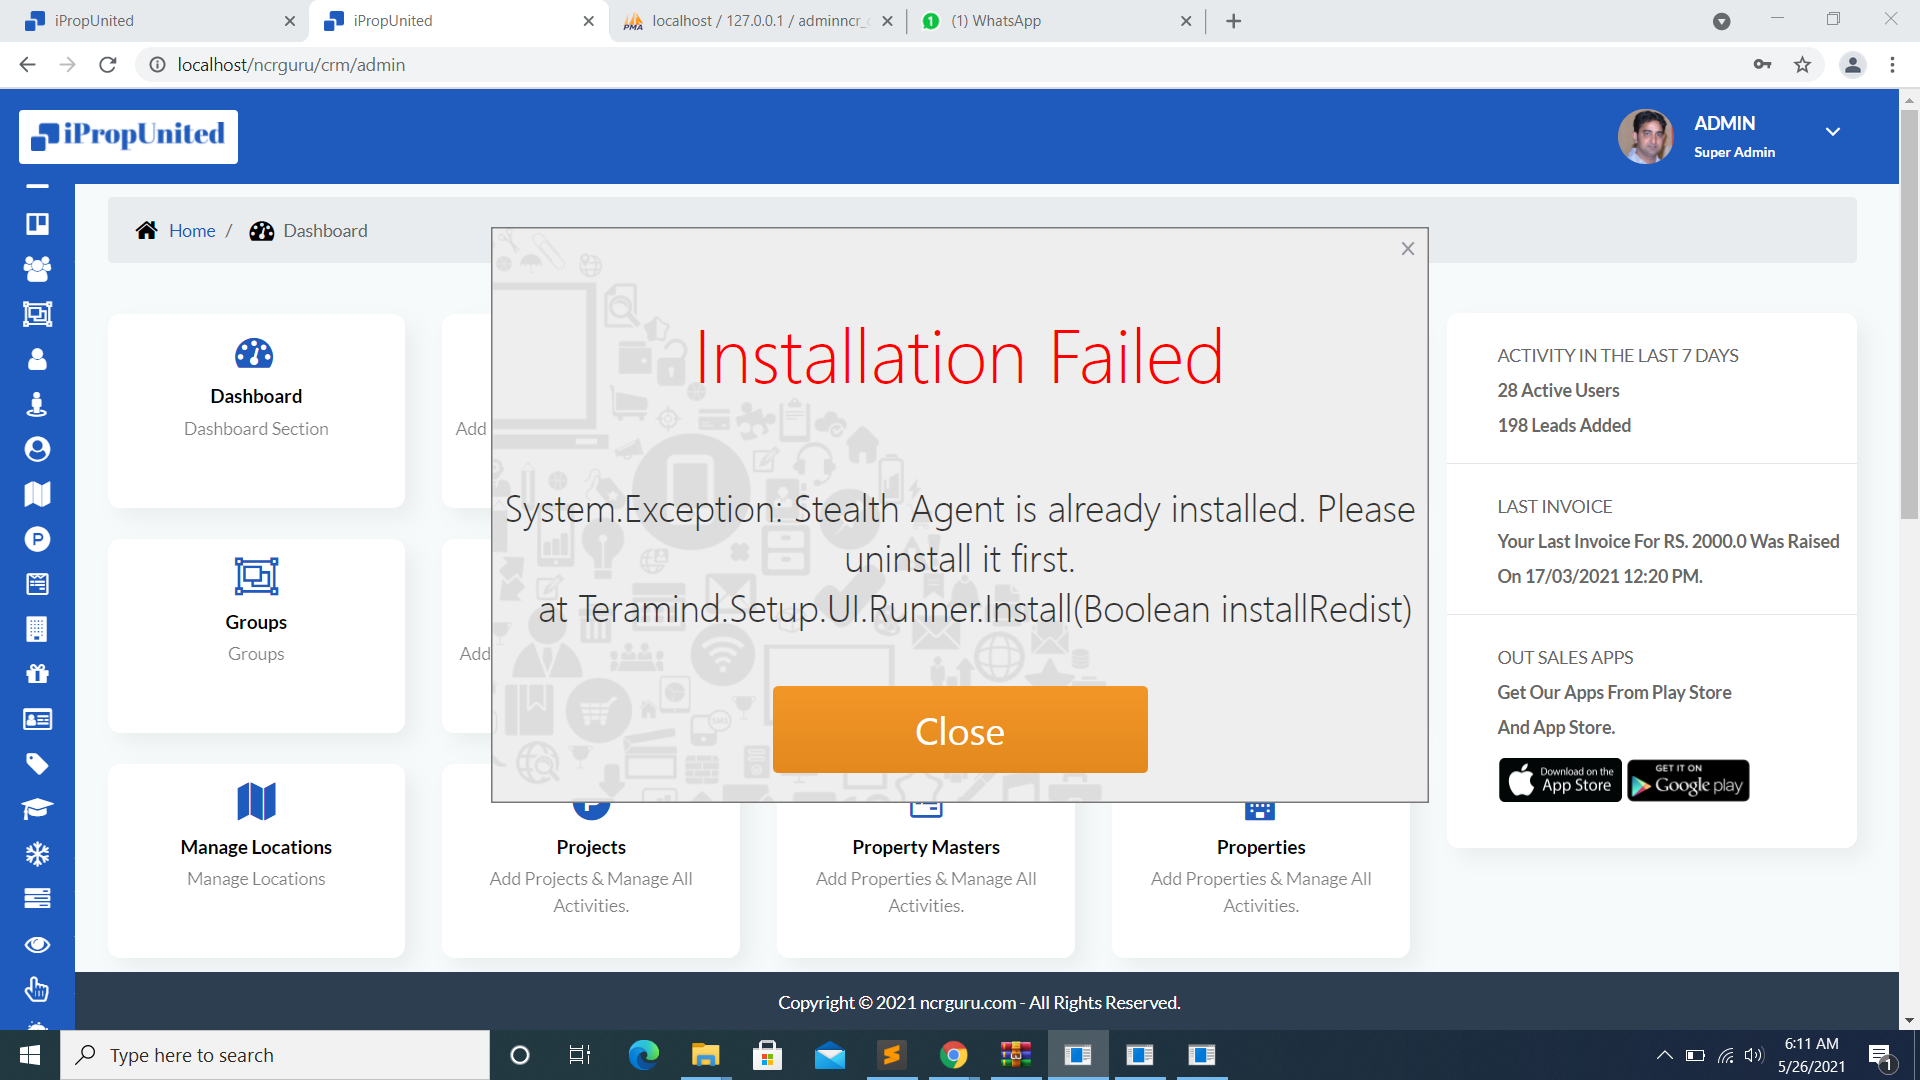 iPropUnited
iPropUnited
localhost / 127.0.0.1 / adminncr_
(1) WhatsApp
localhost/ncrguru/crm/admin
iPropUnited
ADMIN
Super Admin
Home / Dashboard
Installation Failed
System.Exception: Stealth Agent is already installed. Please
uninstall it first.
at Teramind.Setup.UI.Runner.Install(Boolean installRedist)
Close
Dashboard
Dashboard Section
Add
Groups
Groups
Add
Manage Locations
Manage Locations
Projects
Add Projects & Manage All
Activities.
Property Masters
Add Properties & Manage All
Activities.
Properties
Add Properties & Manage All
Activities.
ACTIVITY IN THE LAST 7 DAYS
28 Active Users
198 Leads Added
LAST INVOICE
Your Last Invoice For RS. 2000.0 Was Raised
On 17/03/2021 12:20 PM.
OUT SALES APPS
Get Our Apps From Play Store
And App Store.
Download on the
App Store
GET IT ON
Google play
Copyright © 2021 ncrguru.com - All Rights Reserved.
Type here to search
6:11 AM
5/26/2021
1